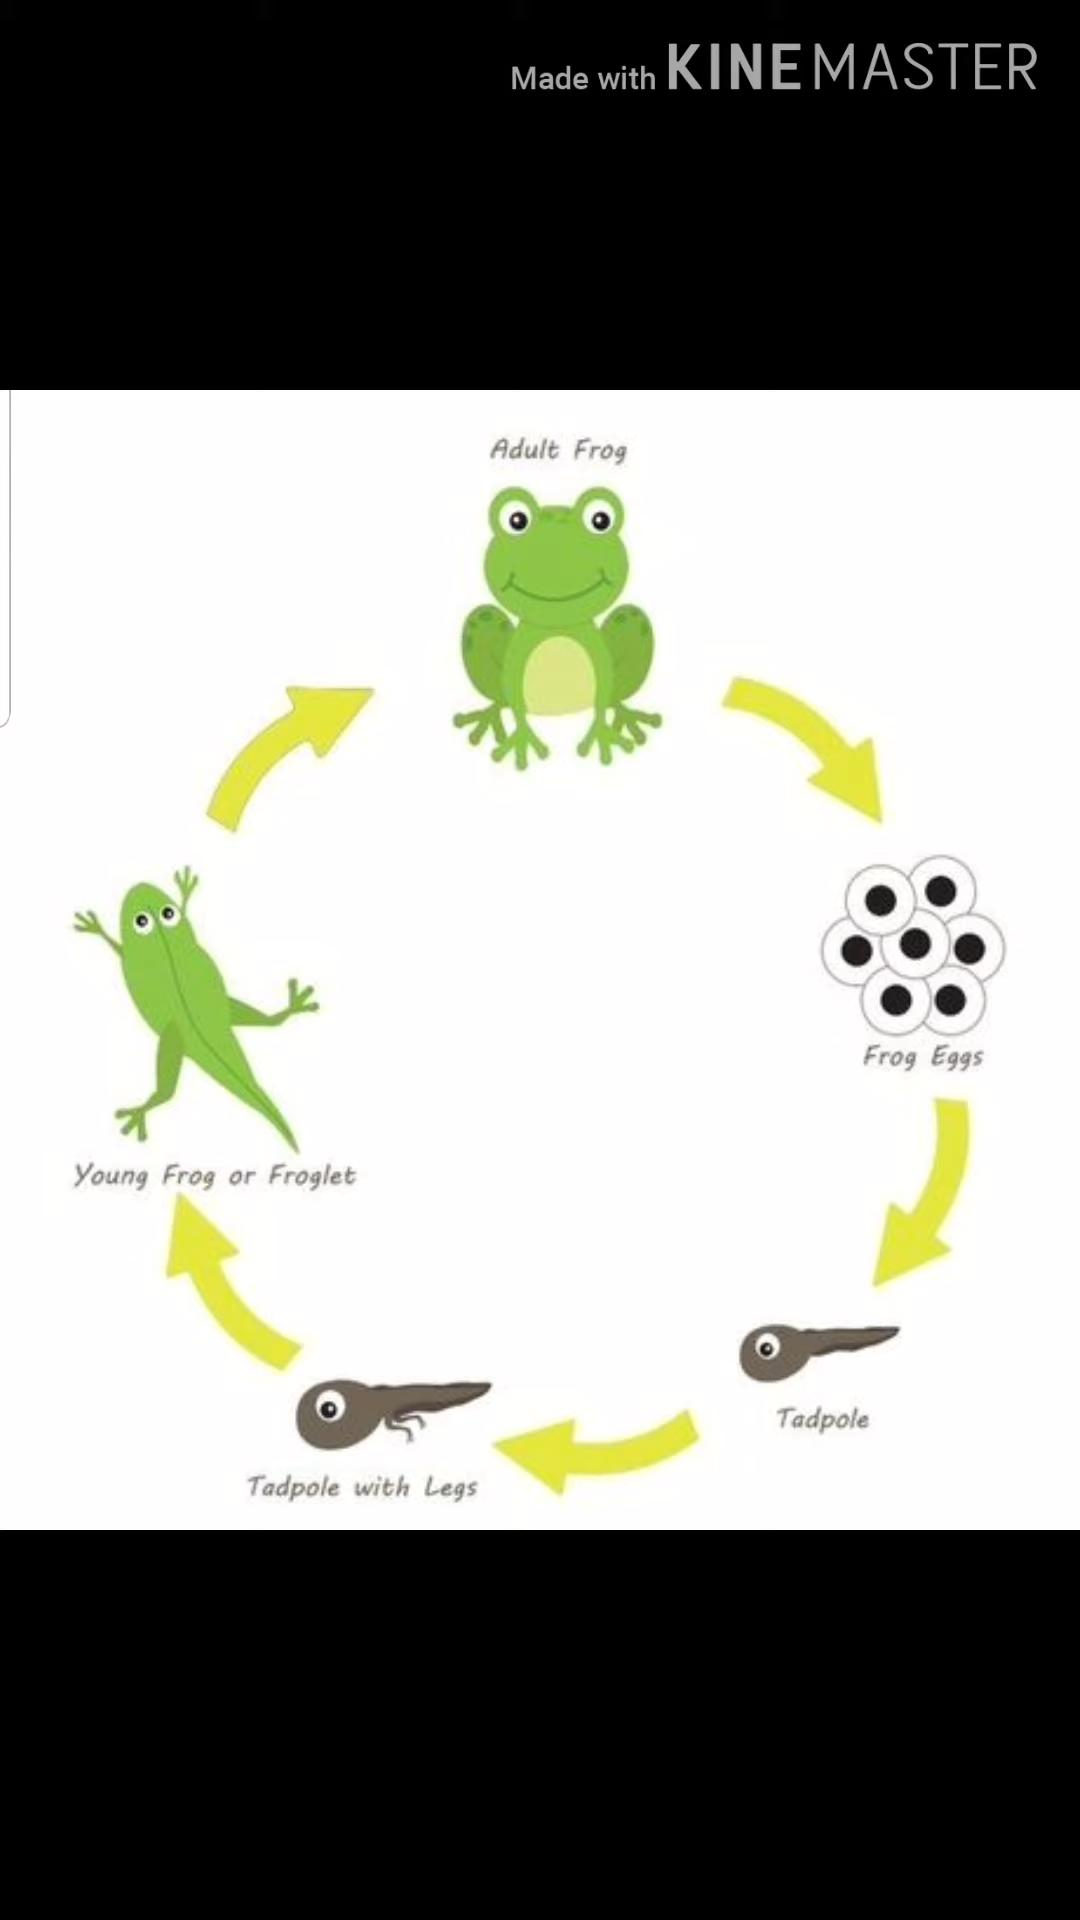 Made with KINEMASTER
Adult Frog
Frog Eggs
Young Frog or Froglet
Tadpole
Tadpole with Legs